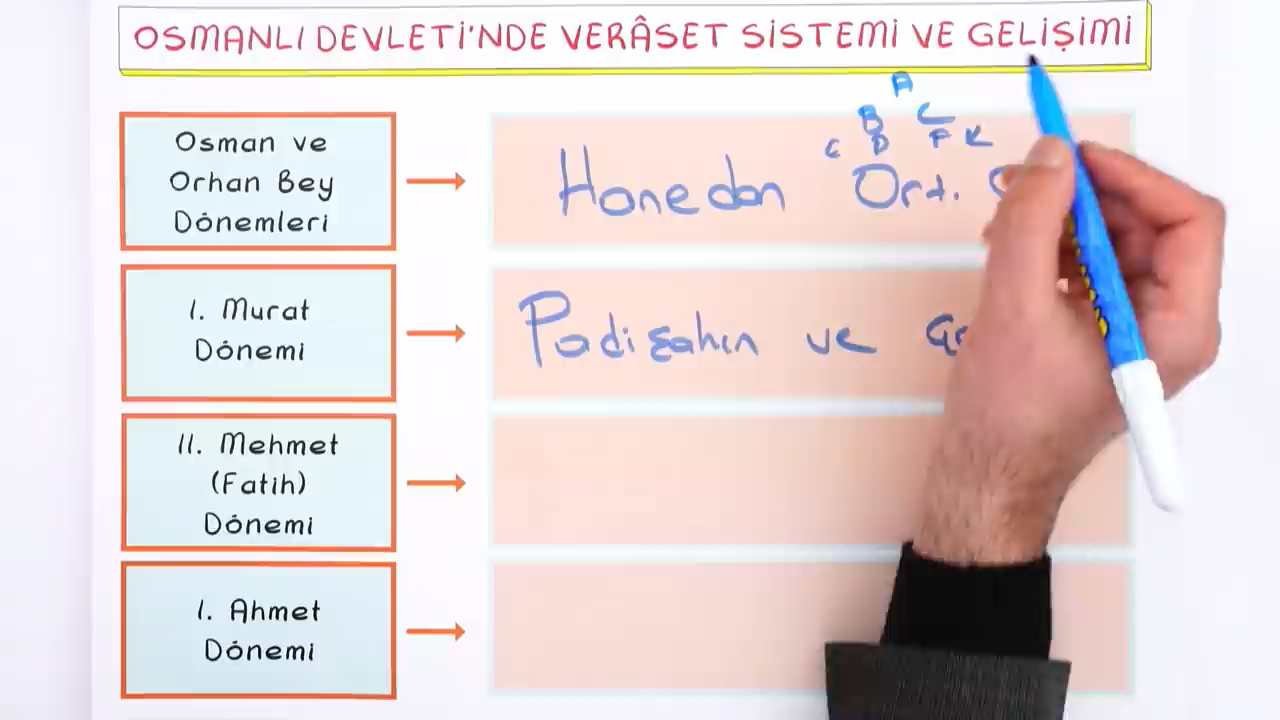 OSMANLI DEVLETİ'NDE VERÂSET SİSTEMİ VE GELİŞİMİ
Osman ve
Orhan Bey
Dönemleri
A
B C
C D F K
Hanedan Ort.
I. Murat
Dönemi
Padişahın ve
II. Mehmet
(Fatih)
Dönemi
I. Ahmet
Dönemi